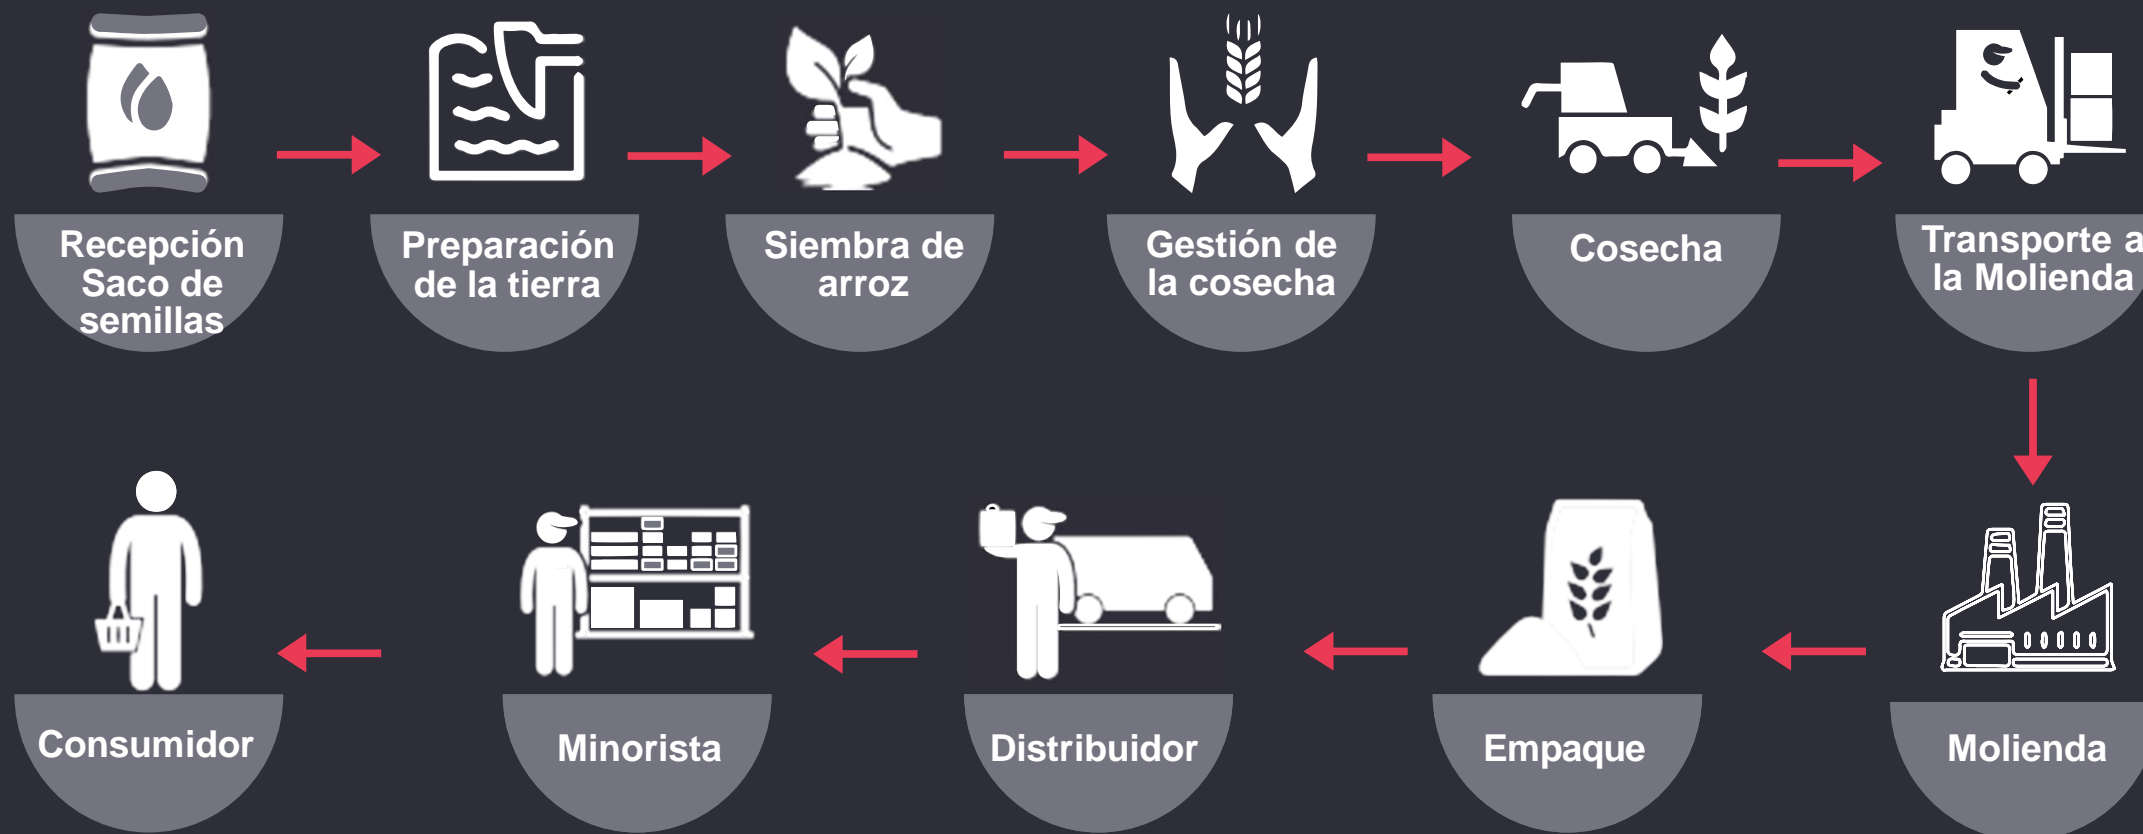 Recepción
Saco de
semillas
Preparación
de la tierra
Siembra de
arroz
Gestión de
la cosecha
Cosecha
Transporte a
la Molienda
Consumidor
Minorista
Distribuidor
Empaque
Molienda